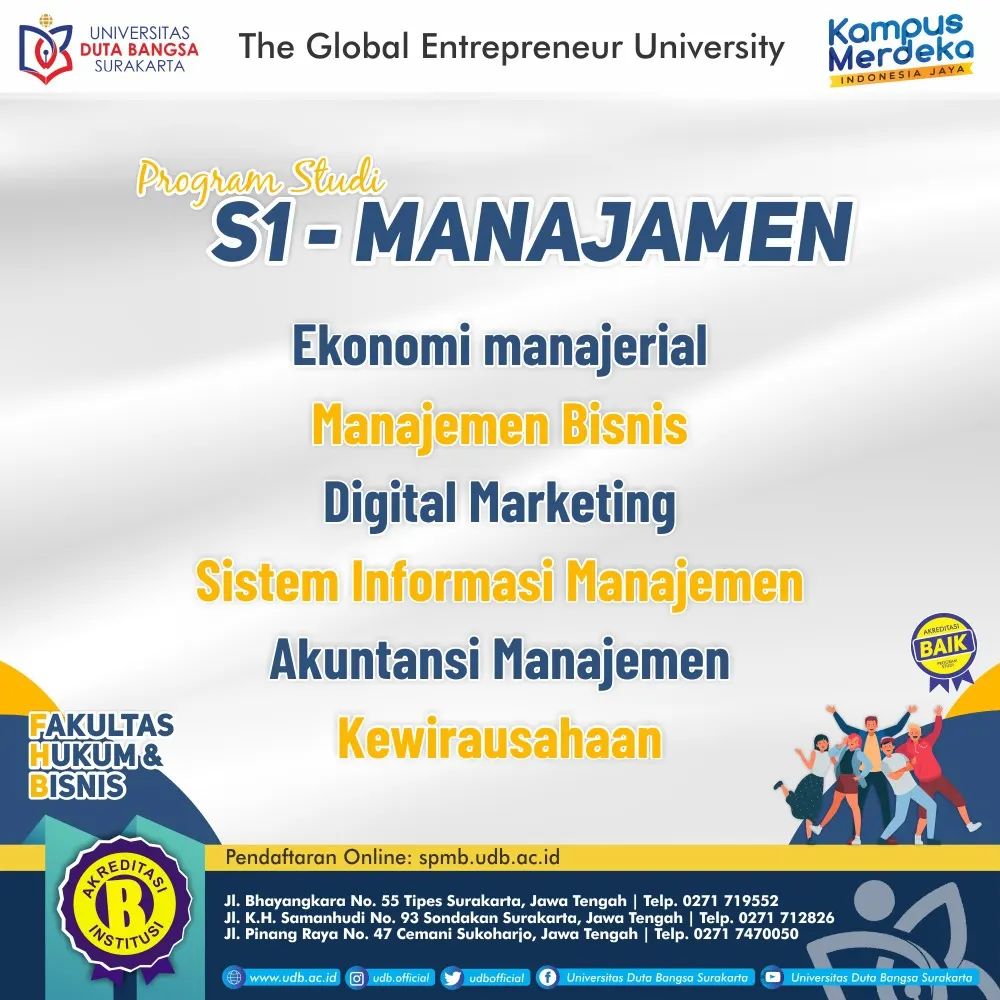 UNIVERSITAS
DUTA BANGSA
SURAKARTA
The Global Entrepreneur University
Kampus
Merdeka
INDONESIA JAYA
Program Studi
S1 - MANAJAMEN
Ekonomi manajerial
Manajemen Bisnis
Digital Marketing
Sistem Informasi Manajemen
Akuntansi Manajemen
Kewirausahaan
AKREDITASI
BAIK
PROGRAM
STUDI
FAKULTAS
HUKUM &
BISNIS
AKREDITASI
B
INSTITUSI
Pendaftaran Online: spmb.udb.ac.id
Jl. Bhayangkara No. 55 Tipes Surakarta, Jawa Tengah | Telp. 0271 719552
Jl. K.H. Samanhudi No. 93 Sondakan Surakarta, Jawa Tengah | Telp. 0271 712826
Jl. Pinang Raya No. 47 Cemani Sukoharjo, Jawa Tengah | Telp. 0271 7470050
www.udb.ac.id udb.official udbofficial Universitas Duta Bangsa Surakarta Universitas Duta Bangsa Surakarta